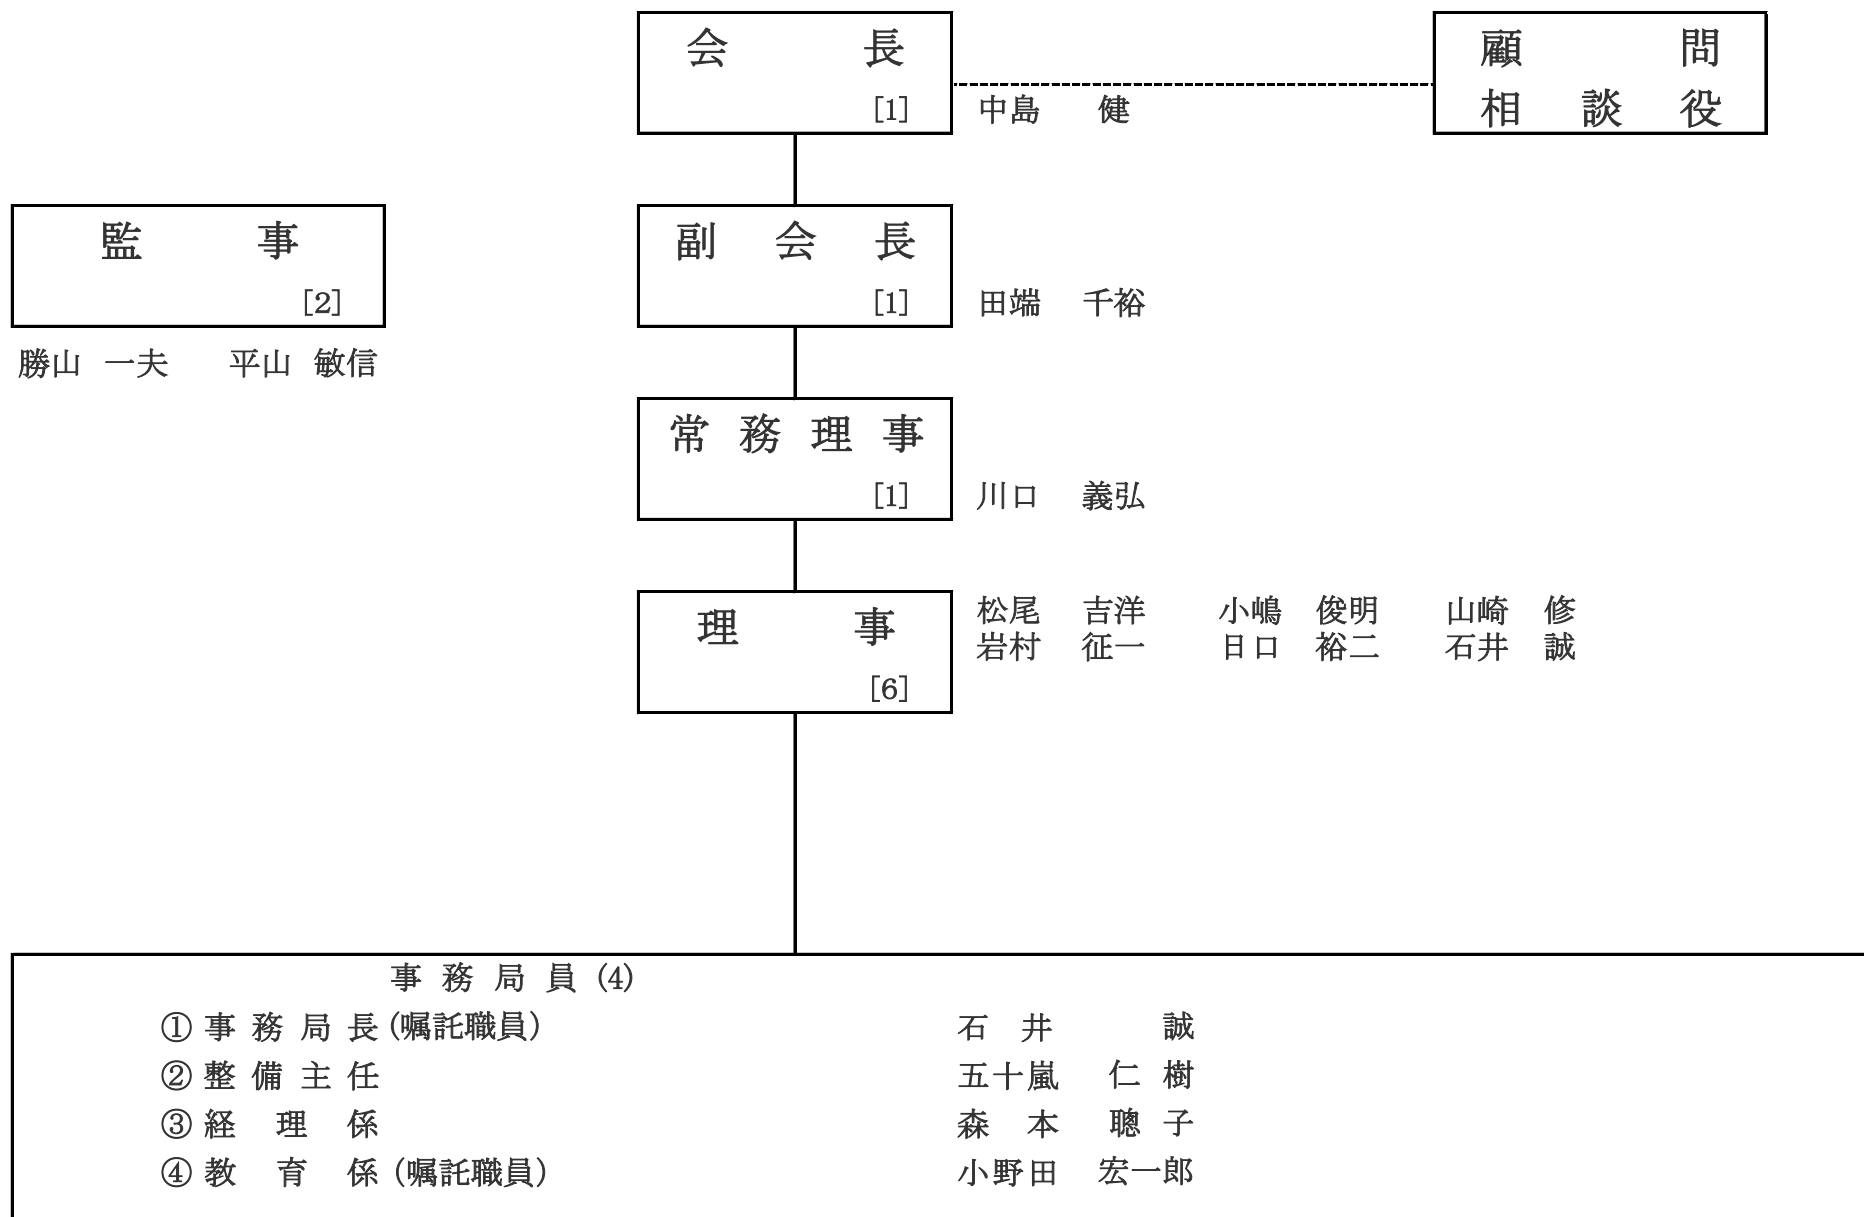 会長
[1]
中島 健
顧問
相談役
監事
[2]
勝山 一夫 平山 敏信
副会長
[1]
田端 千裕
常務理事
[1]
川口 義弘
理事
[6]
松尾 吉洋 小嶋 俊明 山崎 修
岩村 征一 日口 裕二 石井 誠
事務局員(4)
①事務局長(嘱託職員) 石井 誠
②整備主任 五十嵐 仁樹
③経理係 森本 聰子
④教育係(嘱託職員) 小野田 宏一郎